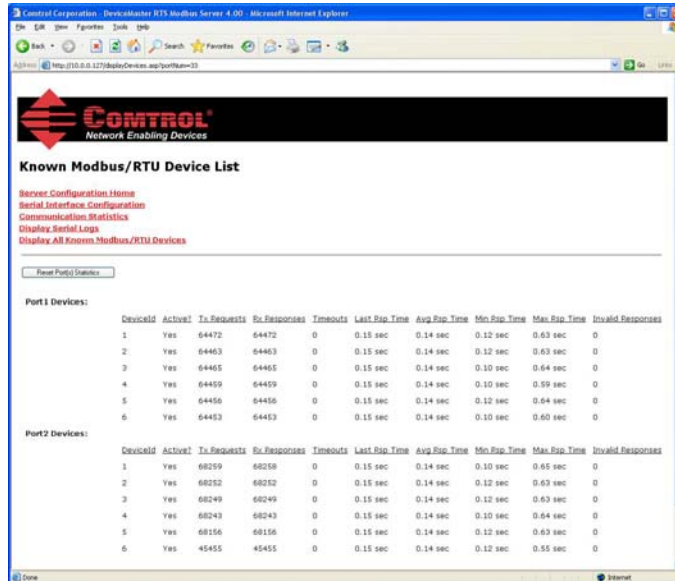 Comtrol Corporation - DeviceMaster RTS Modbus Server 4.00 - Microsoft Internet Explorer
File Edit View Favorites Tools Help
Back Search Favorites
Address http://10.0.0.127/displayDevices.asp?portNum=33 Go Links
COMTROL
Network Enabling Devices
Known Modbus/RTU Device List
Server Configuration Home
Serial Interface Configuration
Communication Statistics
Display Serial Logs
Display All Known Modbus/RTU Devices
Reset Port(s) Statistics
Port1 Devices:
DeviceId Active? Tx Requests Rx Responses Timeouts Last Rsp Time Avg Rsp Time Min Rsp Time Max Rsp Time Invalid Responses
1 Yes 64472 64472 0 0.15 sec 0.14 sec 0.12 sec 0.63 sec 0
2 Yes 64463 64463 0 0.15 sec 0.14 sec 0.12 sec 0.63 sec 0
3 Yes 64465 64465 0 0.15 sec 0.14 sec 0.10 sec 0.64 sec 0
4 Yes 64459 64459 0 0.15 sec 0.14 sec 0.10 sec 0.59 sec 0
5 Yes 64456 64456 0 0.15 sec 0.14 sec 0.12 sec 0.64 sec 0
6 Yes 64453 64453 0 0.15 sec 0.14 sec 0.10 sec 0.60 sec 0
Port2 Devices:
DeviceId Active? Tx Requests Rx Responses Timeouts Last Rsp Time Avg Rsp Time Min Rsp Time Max Rsp Time Invalid Responses
1 Yes 68259 68258 0 0.15 sec 0.14 sec 0.10 sec 0.65 sec 0
2 Yes 68252 68252 0 0.15 sec 0.14 sec 0.12 sec 0.63 sec 0
3 Yes 68249 68249 0 0.15 sec 0.14 sec 0.12 sec 0.63 sec 0
4 Yes 68243 68243 0 0.15 sec 0.14 sec 0.10 sec 0.64 sec 0
5 Yes 68156 68156 0 0.15 sec 0.14 sec 0.12 sec 0.63 sec 0
6 Yes 45455 45455 0 0.15 sec 0.14 sec 0.12 sec 0.55 sec 0
Done Internet